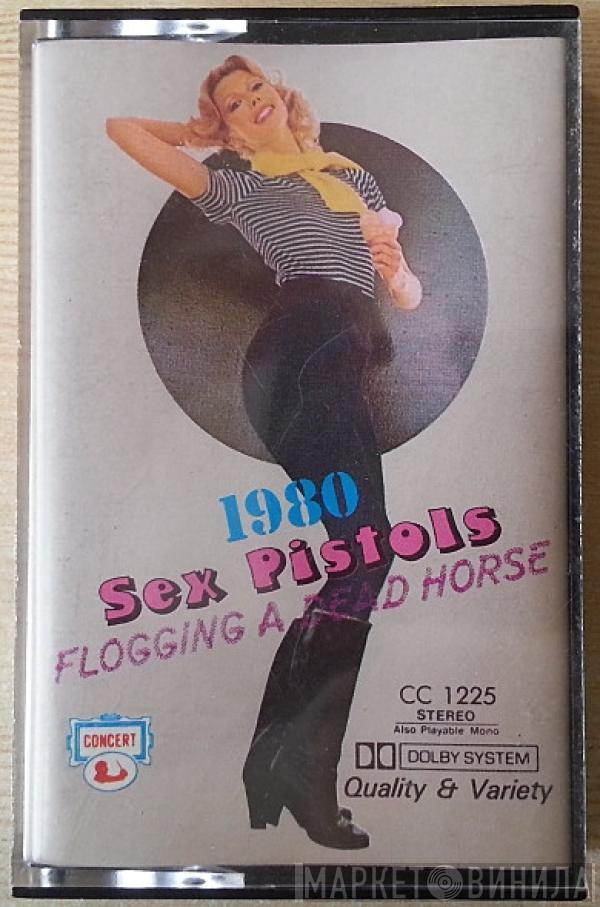 1980
Sex Pistols
FLOGGING A DEAD HORSE
CC 1225
STEREO
Also Playable Mono
DOLBY SYSTEM
Quality & Variety
CONCERT
МАРКЕТ ВИНИЛА